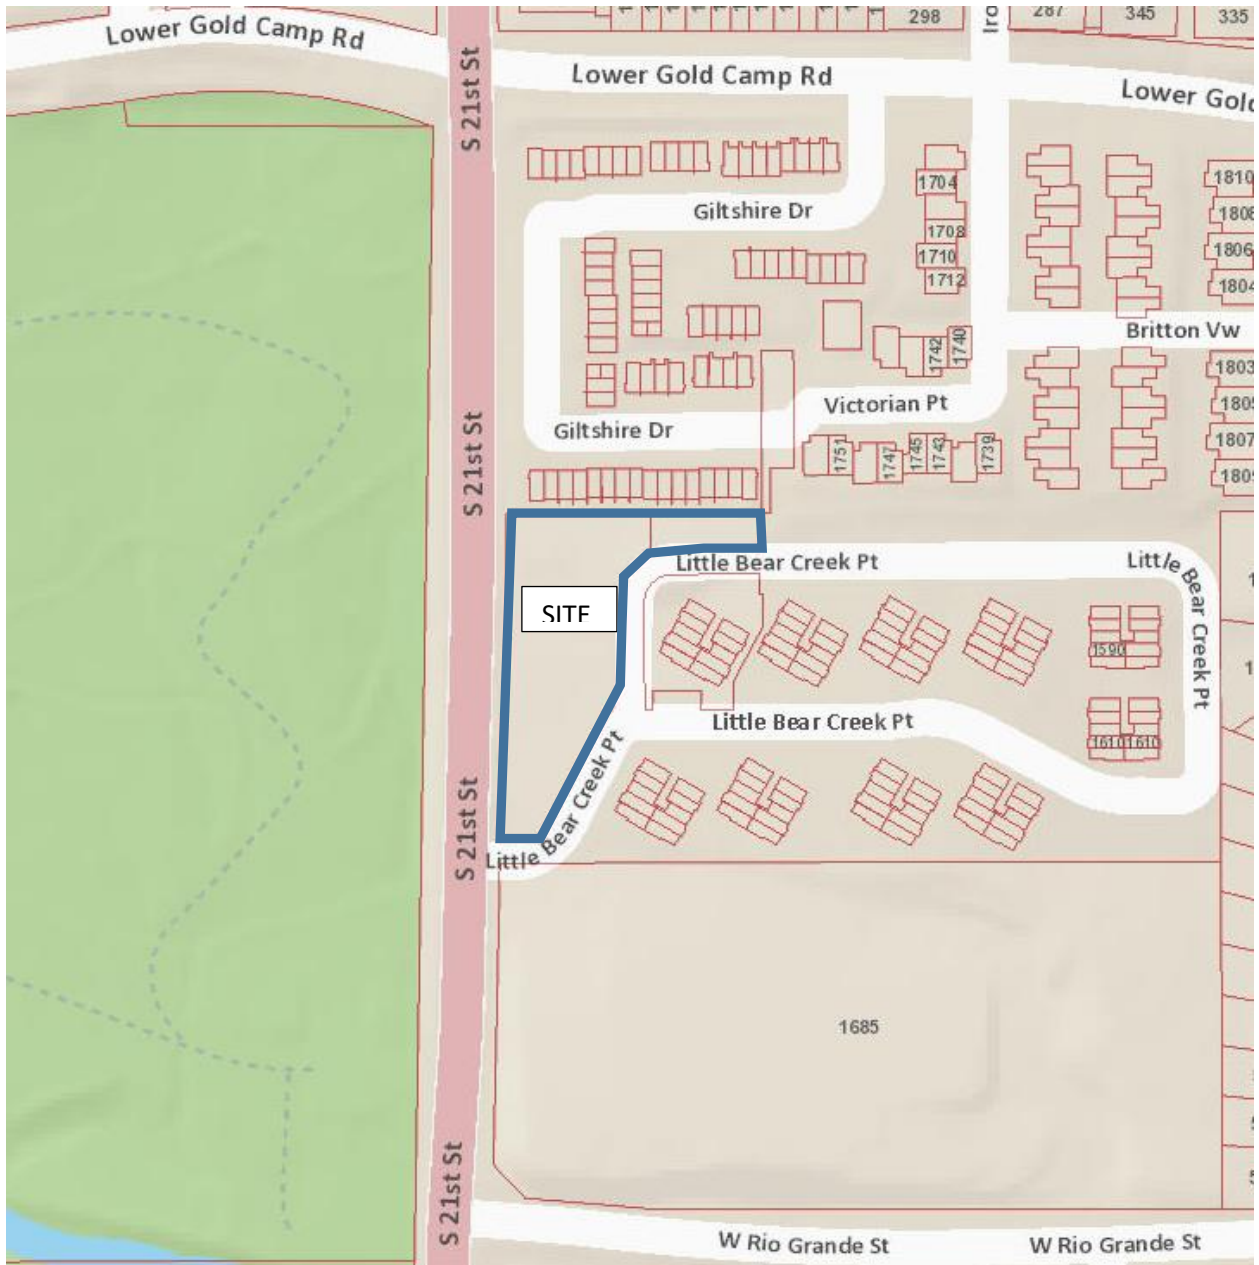 298
287
345
335
Lower Gold Camp Rd
Lower Gold Camp Rd
Lower Gold
Iro
S 21st St
1704
1708
1710
1712
1810
1808
1806
1804
Giltshire Dr
Britton Vw
1742
1740
1803
1805
1807
1809
Victorian Pt
Giltshire Dr
1751
1747
1745
1743
1739
S 21st St
Little Bear Creek Pt
Little Bear Creek Pt
SITE
1590
Little Bear Creek Pt
1610
1610
Little Bear Creek Pt
S 21st St
1685
S 21st St
W Rio Grande St
W Rio Grande St